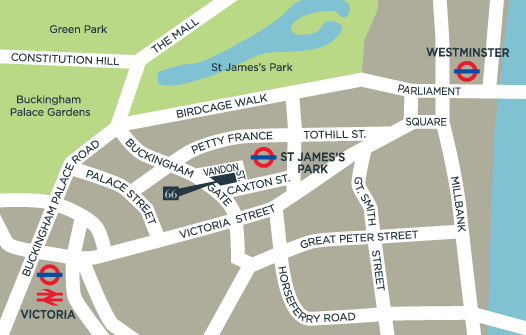 Green Park
THE MALL
CONSTITUTION HILL
St James's Park
WESTMINSTER
Buckingham
Palace Gardens
BIRDCAGE WALK
PARLIAMENT
SQUARE
PETTY FRANCE
TOTHILL ST.
BUCKINGHAM
GATE
VANDON
ST.
ST JAMES'S
PARK
BUCKINGHAM PALACE ROAD
PALACE STREET
66
CAXTON ST.
GT. SMITH
STREET
MILLBANK
VICTORIA STREET
GREAT PETER STREET
HORSEFERRY ROAD
VICTORIA